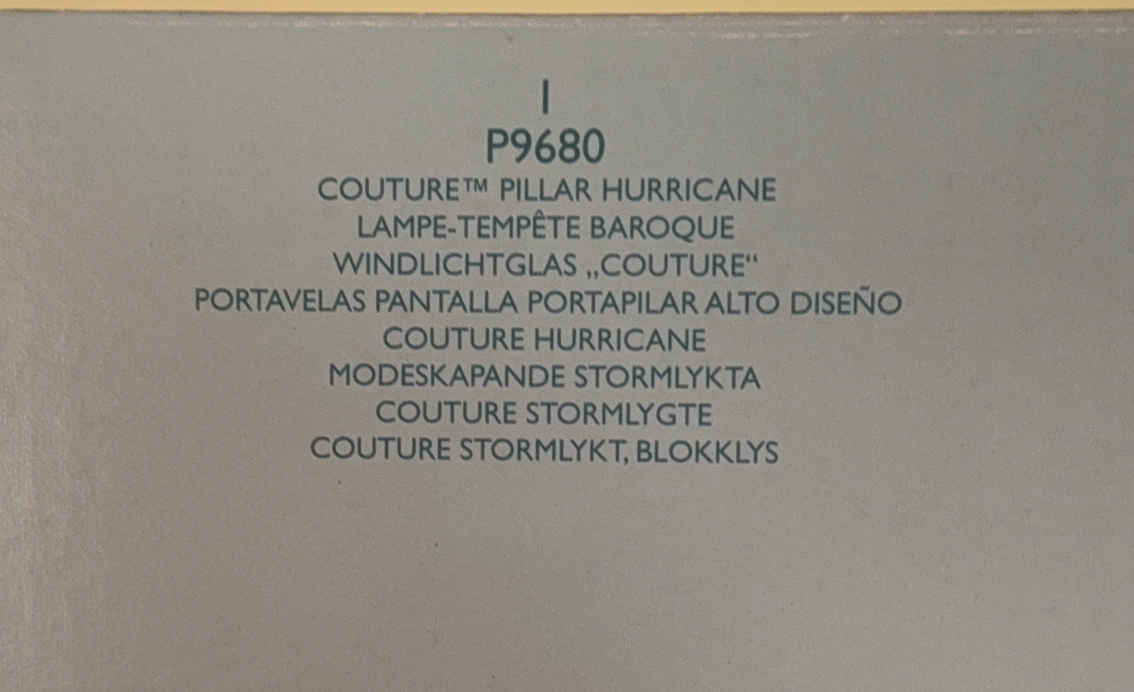 1
P9680
COUTURE™ PILLAR HURRICANE
LAMPE-TEMPÊTE BAROQUE
WINDLICHTGLAS „COUTURE“
PORTAVELAS PANTALLA PORTAPILAR ALTO DISEÑO
COUTURE HURRICANE
MODESKAPANDE STORMLYKTA
COUTURE STORMLYGTE
COUTURE STORMLYKT, BLOKKLYS